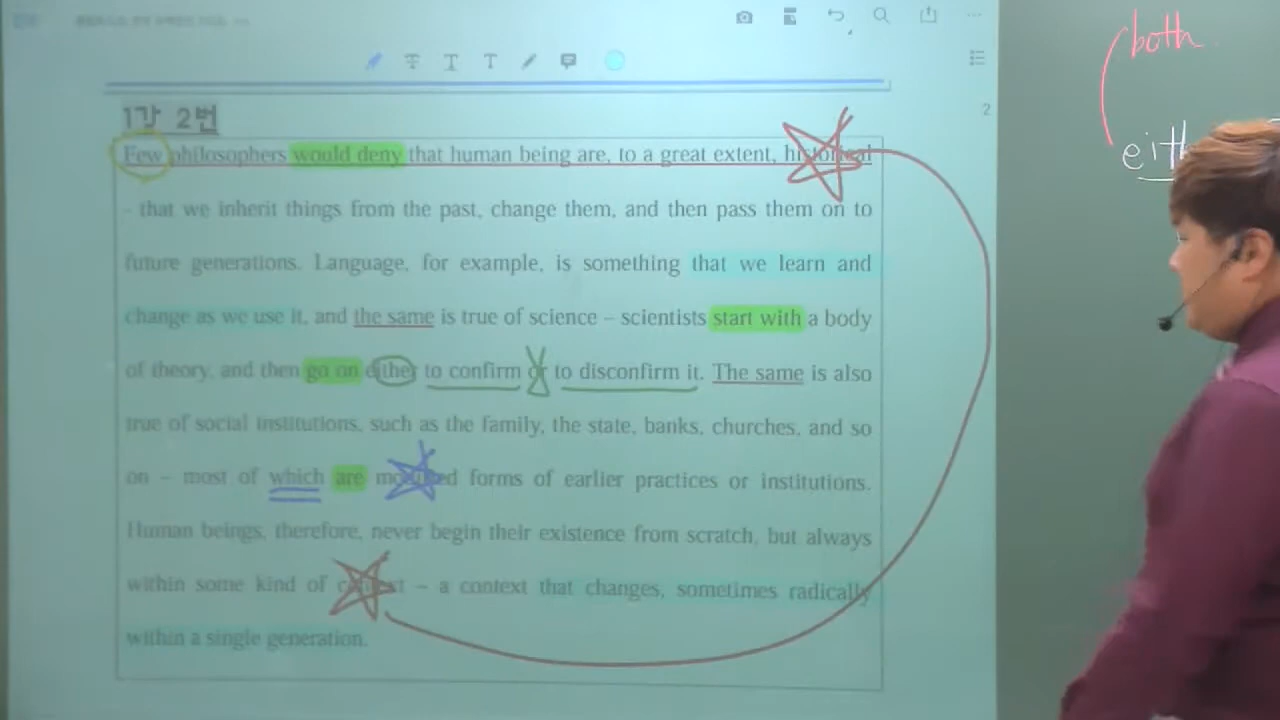 both.
eith
2
1강 2번
Few philosophers would deny that human being are, to a great extent, historical
- that we inherit things from the past, change them, and then pass them on to
future generations. Language, for example, is something that we learn and
change as we use it, and the same is true of science – scientists start with a body
of theory, and then go on either to confirm or to disconfirm it. The same is also
true of social institutions, such as the family, the state, banks, churches, and so
on – most of which are modified forms of earlier practices or institutions.
Human beings, therefore, never begin their existence from scratch, but always
within some kind of context – a context that changes, sometimes radically
within a single generation.